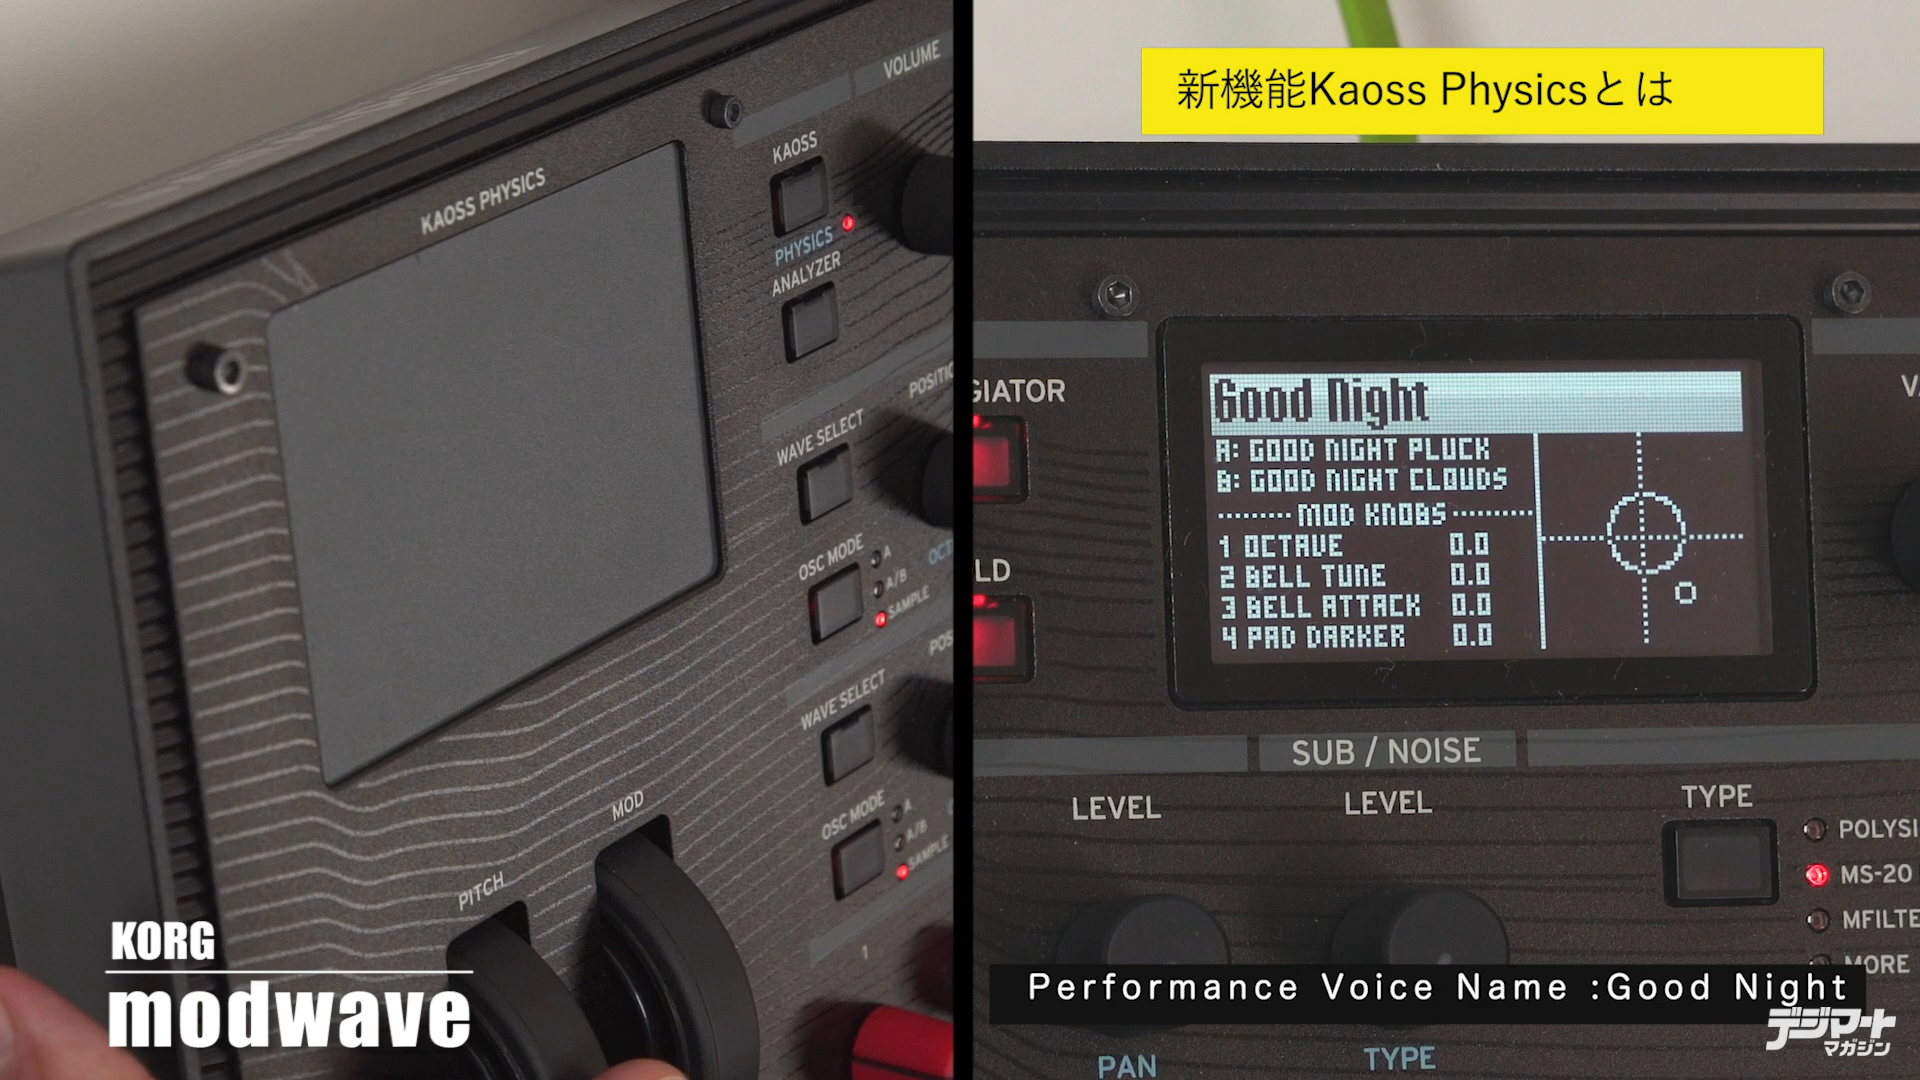 VOLUME
KAOSS
KAOSS PHYSICS
PHYSICS
ANALYZER
WAVE SELECT
OSC MODE
A
A/B
SAMPLE
WAVE SELECT
OSC MODE
A
A/B
SAMPLE
MOD
PITCH
1
KORG
modwave
新機能Kaoss Physicsとは
Good Night
A: GOOD NIGHT PLUCK
B: GOOD NIGHT CLOUDS
MOD KNOBS
1 OCTAVE 0.0
2 BELL TUNE 0.0
3 BELL ATTACK 0.0
4 PAD DARKER 0.0
SUB / NOISE
LEVEL
LEVEL
TYPE
MS-20
MORE
Performance Voice Name :Good Night
デジマート
マガジン
PAN
TYPE